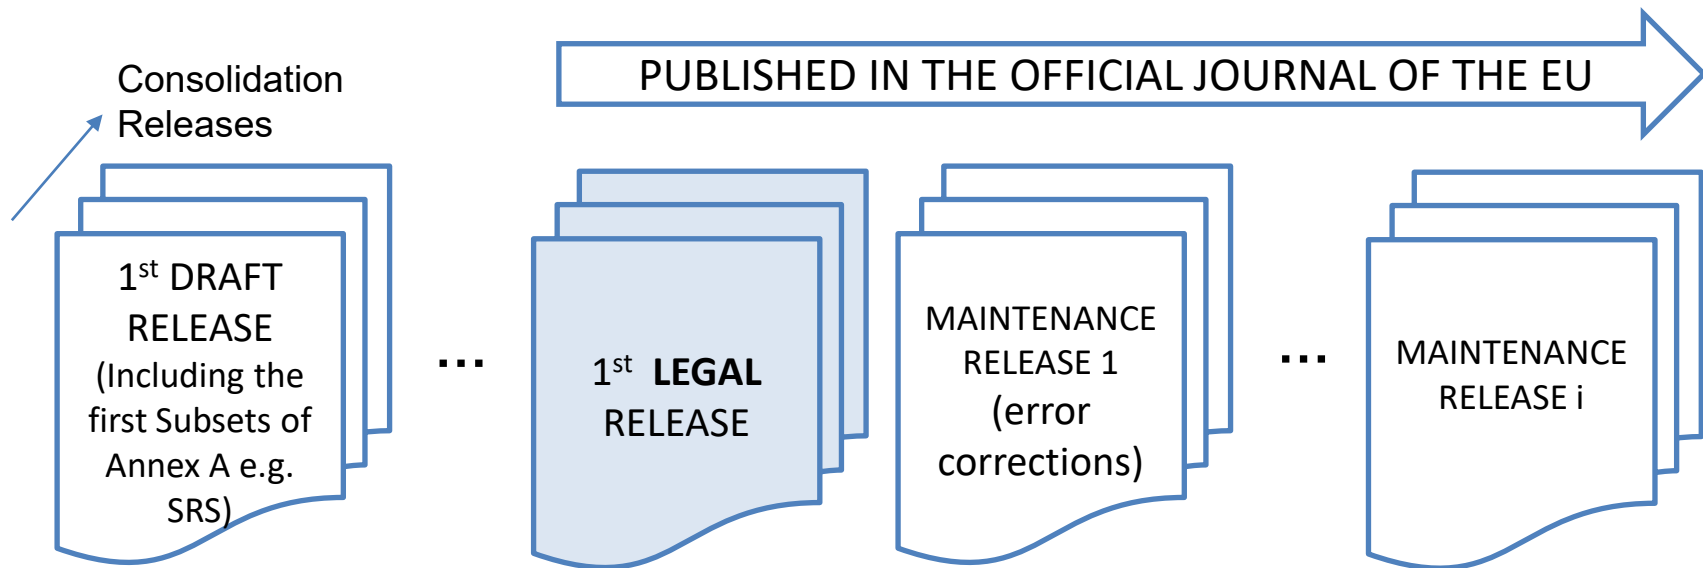 Consolidation
Releases
PUBLISHED IN THE OFFICIAL JOURNAL OF THE EU
1st DRAFT
RELEASE
(Including the
first Subsets of
Annex A e.g.
SRS)
...
1st LEGAL
RELEASE
MAINTENANCE
RELEASE 1
(error
corrections)
...
MAINTENANCE
RELEASE i